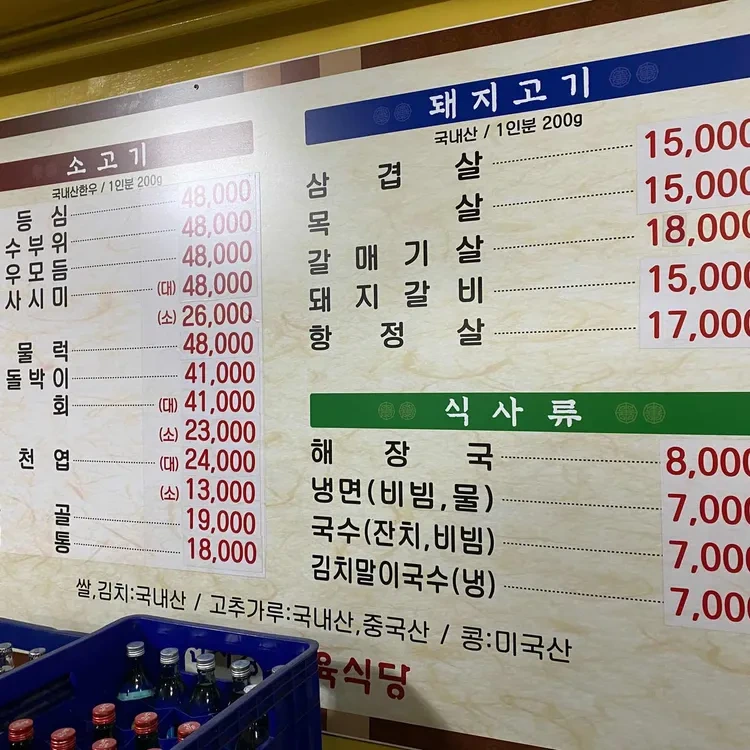 소고기
국내산한우 / 1인분 200g
등심 48,000
수부위 48,000
우모듬 48,000
사시미 (대) 48,000
(소) 26,000
물럭 48,000
돌박이 41,000
회 (대) 41,000
(소) 23,000
천엽 (대) 24,000
(소) 13,000
골 19,000
통 18,000
돼지고기
국내산 / 1인분 200g
삼겹살 15,000
목살 15,000
갈매기살 18,000
돼지갈비 15,000
항정살 17,000
식사류
해장국 8,000
냉면(비빔,물) 7,000
국수(잔치,비빔) 7,000
김치말이국수(냉) 7,000
쌀,김치:국내산 / 고추가루:국내산,중국산 / 콩:미국산
육식당